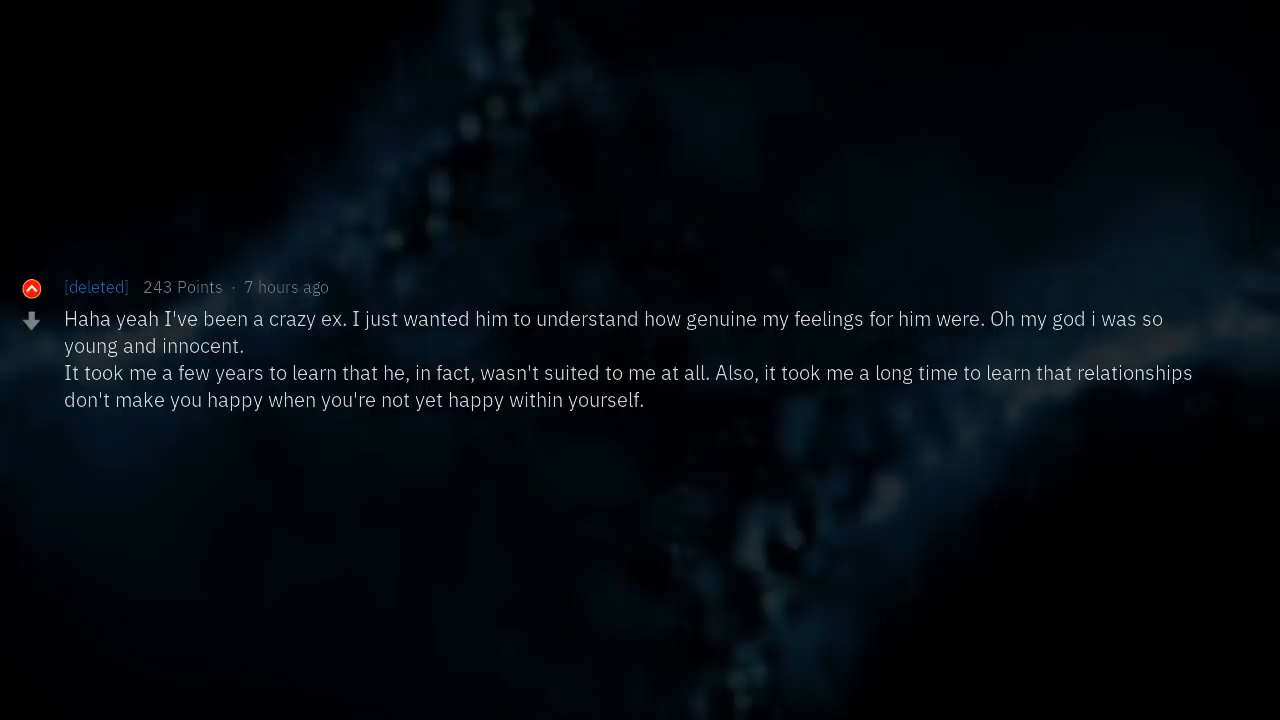 [deleted] 243 Points · 7 hours ago
Haha yeah I've been a crazy ex. I just wanted him to understand how genuine my feelings for him were. Oh my god i was so
young and innocent.
It took me a few years to learn that he, in fact, wasn't suited to me at all. Also, it took me a long time to learn that relationships
don't make you happy when you're not yet happy within yourself.